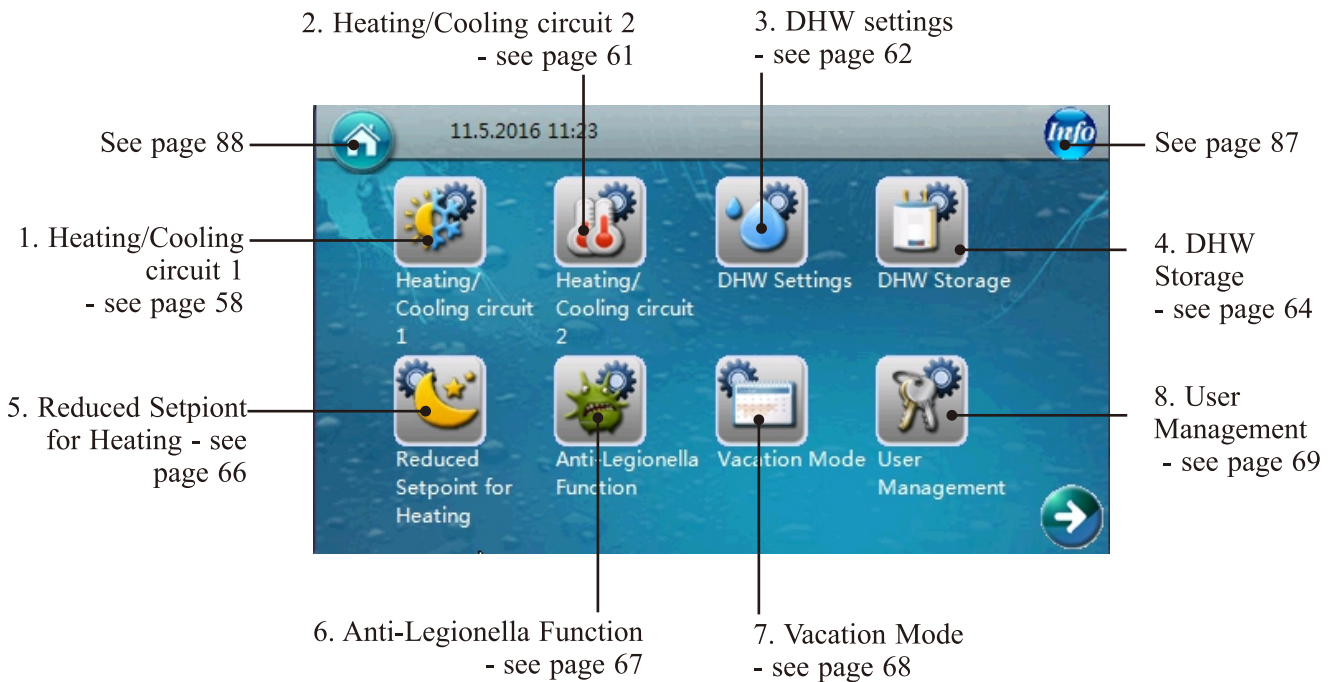 2. Heating/Cooling circuit 2
- see page 61
3. DHW settings
- see page 62
See page 88
11.5.2016 11:23
Info
See page 87
1. Heating/Cooling
circuit 1
- see page 58
4. DHW
Storage
- see page 64
Heating/
Cooling circuit
1
Heating/
Cooling circuit
2
DHW Settings
DHW Storage
5. Reduced Setpiont
for Heating - see
page 66
8. User
Management
- see page 69
Reduced
Setpoint for
Heating
Anti-Legionella
Function
Vacation Mode
User
Management
6. Anti-Legionella Function
- see page 67
7. Vacation Mode
- see page 68